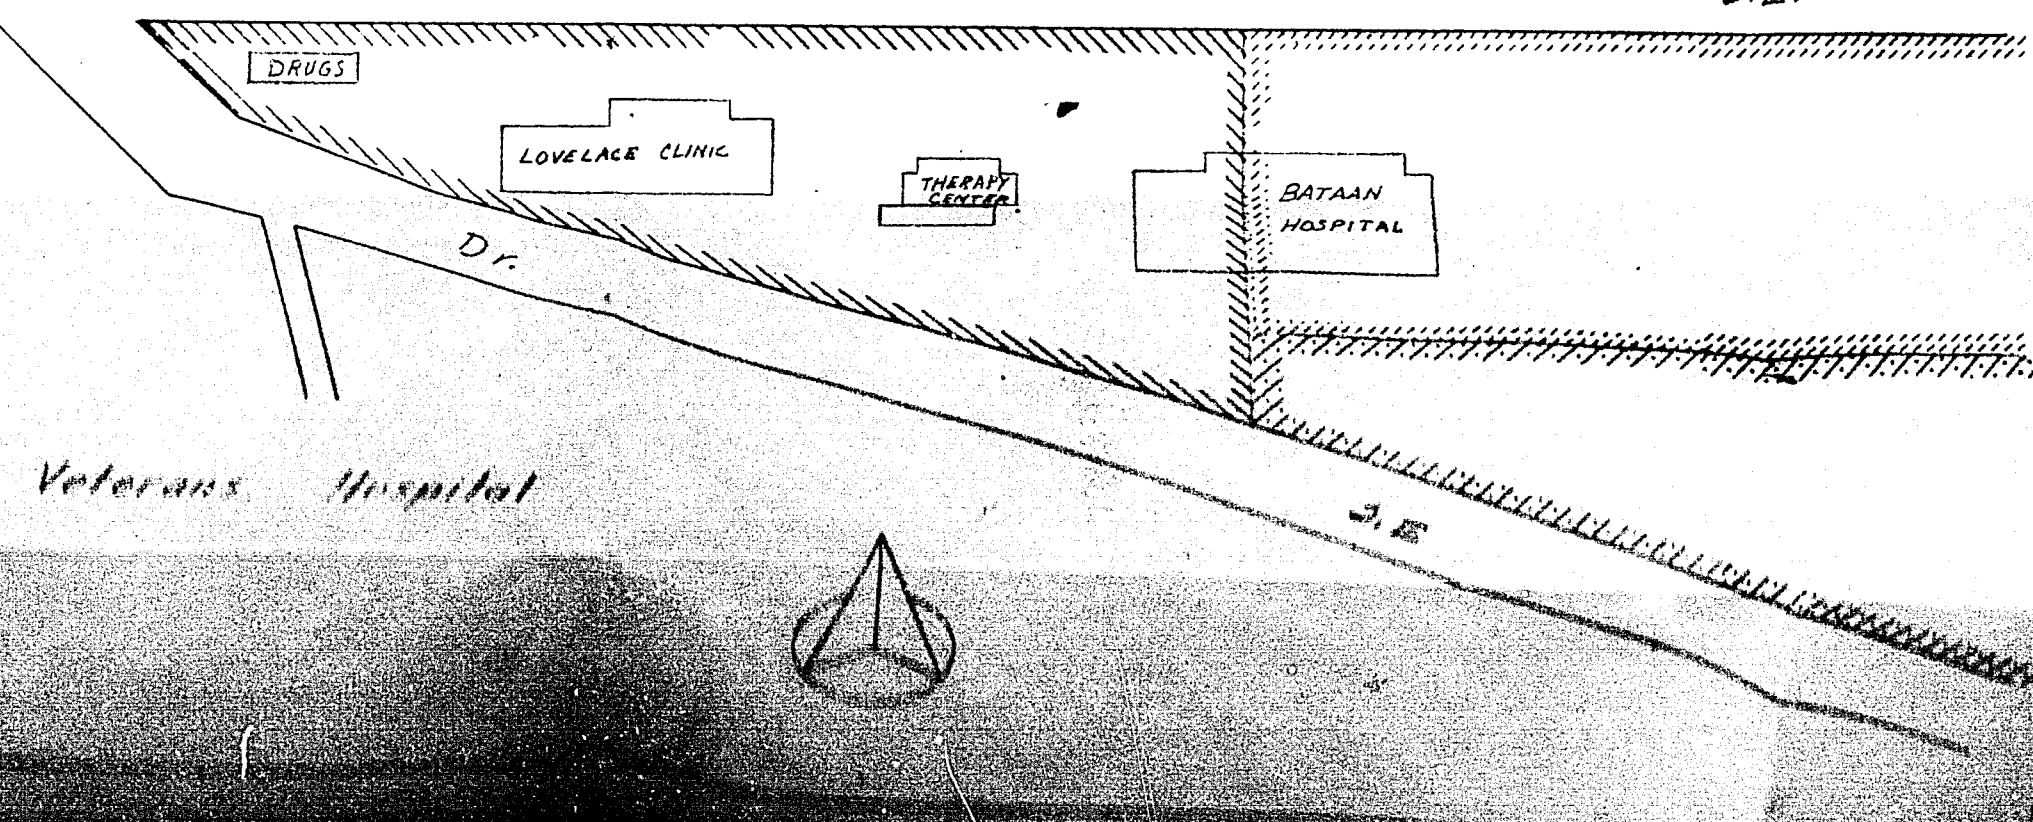 DRUGS
LOVELACE CLINIC
THERAPY
CENTER
BATAAN
HOSPITAL
Dr.
Veterans Hospital
S.E